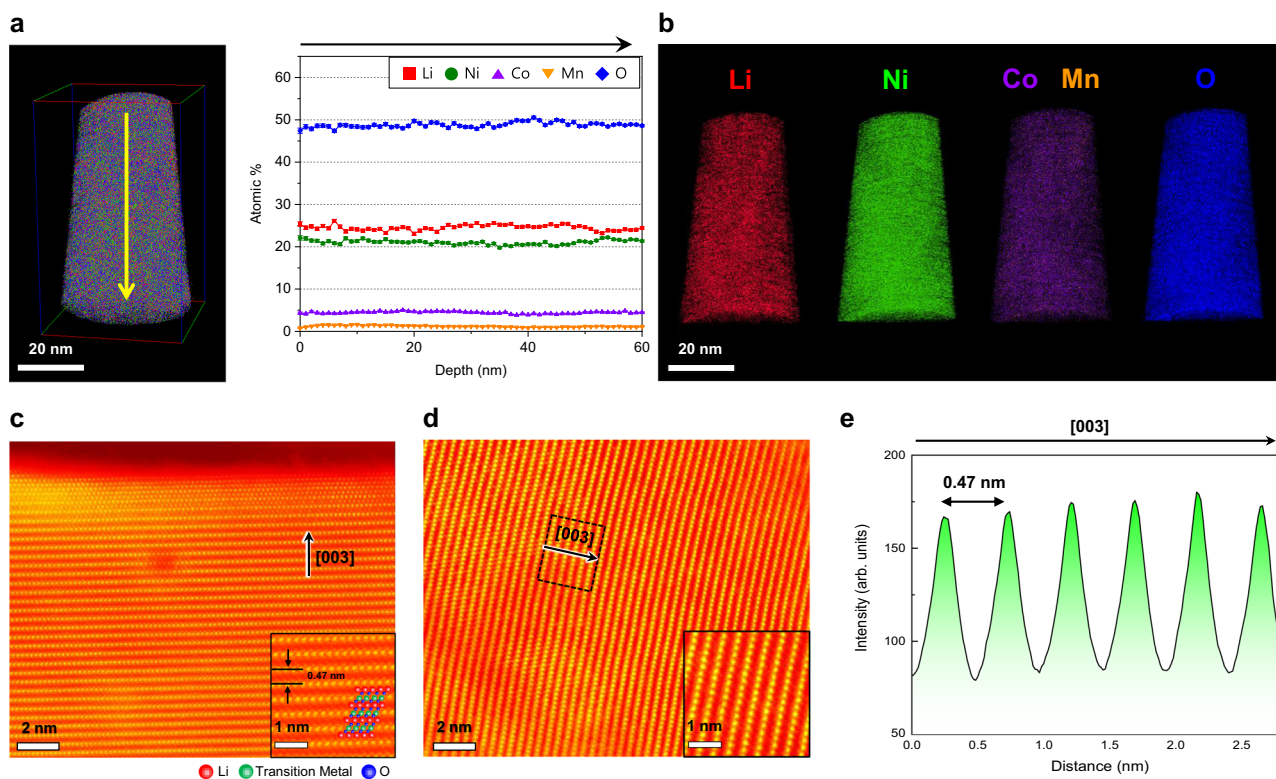 a
Li Ni Co Mn O
60
50
40
30
20
10
0
Atomic %
0 20 40 60
Depth (nm)
20 nm
b
Li Ni Co Mn O
20 nm
c
[003]
0.47 nm
2 nm
1 nm
Li Transition Metal O
d
[003]
2 nm
1 nm
e
[003]
200
150
100
50
Intensity (arb. units)
0.47 nm
0.0 0.5 1.0 1.5 2.0 2.5
Distance (nm)